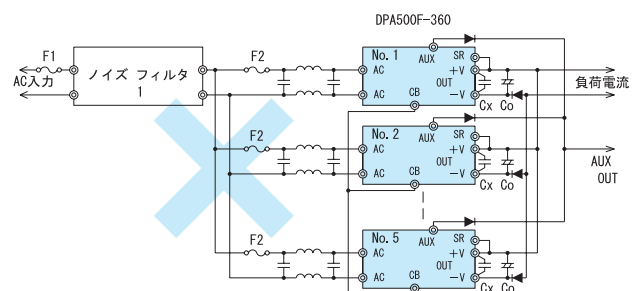 DPA500F-360
F1
AC入力
ノイズ フィルタ
1
F2
No. 1
AUX
SR
AC
+V
OUT
AC
CB
-V
Cx
Co
負荷電流
F2
No. 2
AUX
SR
AC
+V
OUT
AC
CB
-V
Cx
Co
AUX
OUT
F2
No. 5
AUX
SR
AC
+V
OUT
AC
CB
-V
Cx
Co